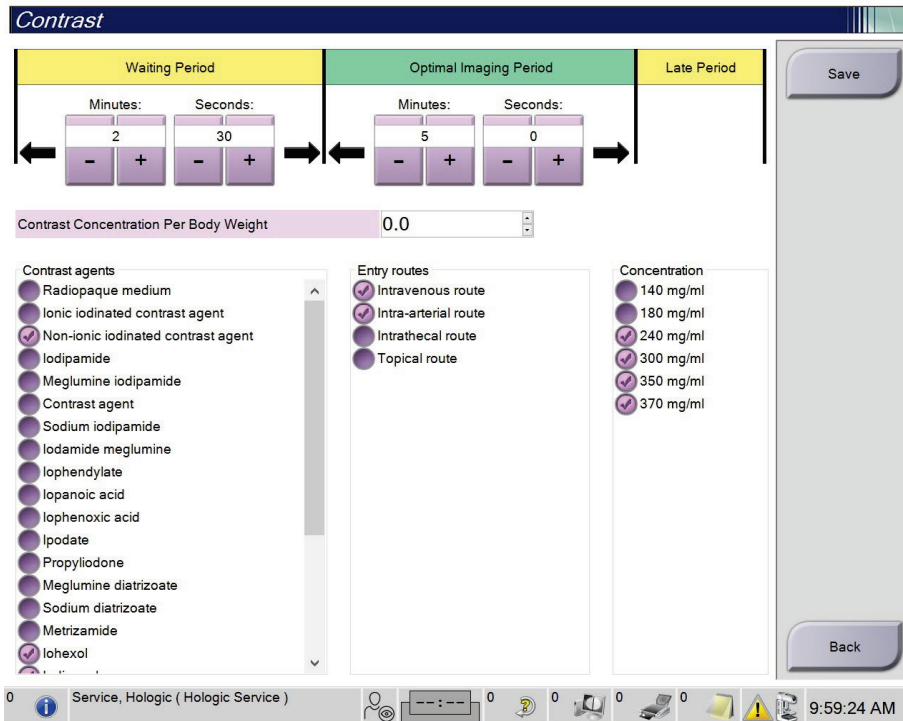 Contrast
Waiting Period
Optimal Imaging Period
Late Period
Save
Minutes: Seconds:
Minutes: Seconds:
2 30
5 0
- + - +
- + - +
Contrast Concentration Per Body Weight 0.0
Contrast agents
Radiopaque medium
Ionic iodinated contrast agent
Non-ionic iodinated contrast agent
Iodipamide
Meglumine iodipamide
Contrast agent
Sodium iodipamide
Iodamide meglumine
Iophendylate
Iopanoic acid
Iophenoxic acid
Ipodate
Propyliodone
Meglumine diatrizoate
Sodium diatrizoate
Metrizamide
Iohexol
Entry routes
Intravenous route
Intra-arterial route
Intrathecal route
Topical route
Concentration
140 mg/ml
180 mg/ml
240 mg/ml
300 mg/ml
350 mg/ml
370 mg/ml
Back
0 Service, Hologic ( Hologic Service ) --:-- 0 0 0 0 9:59:24 AM